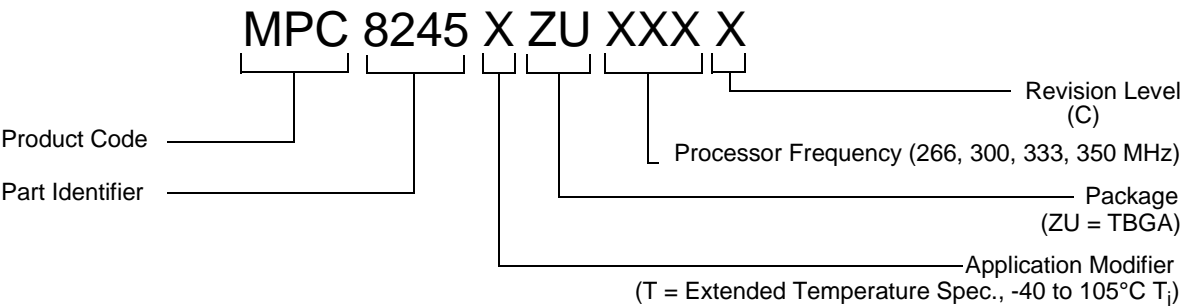 MPC 8245 X ZU XXX X
Revision Level
(C)
Product Code
Processor Frequency (266, 300, 333, 350 MHz)
Part Identifier
Package
(ZU = TBGA)
Application Modifier
(T = Extended Temperature Spec., -40 to 105°C Tj)